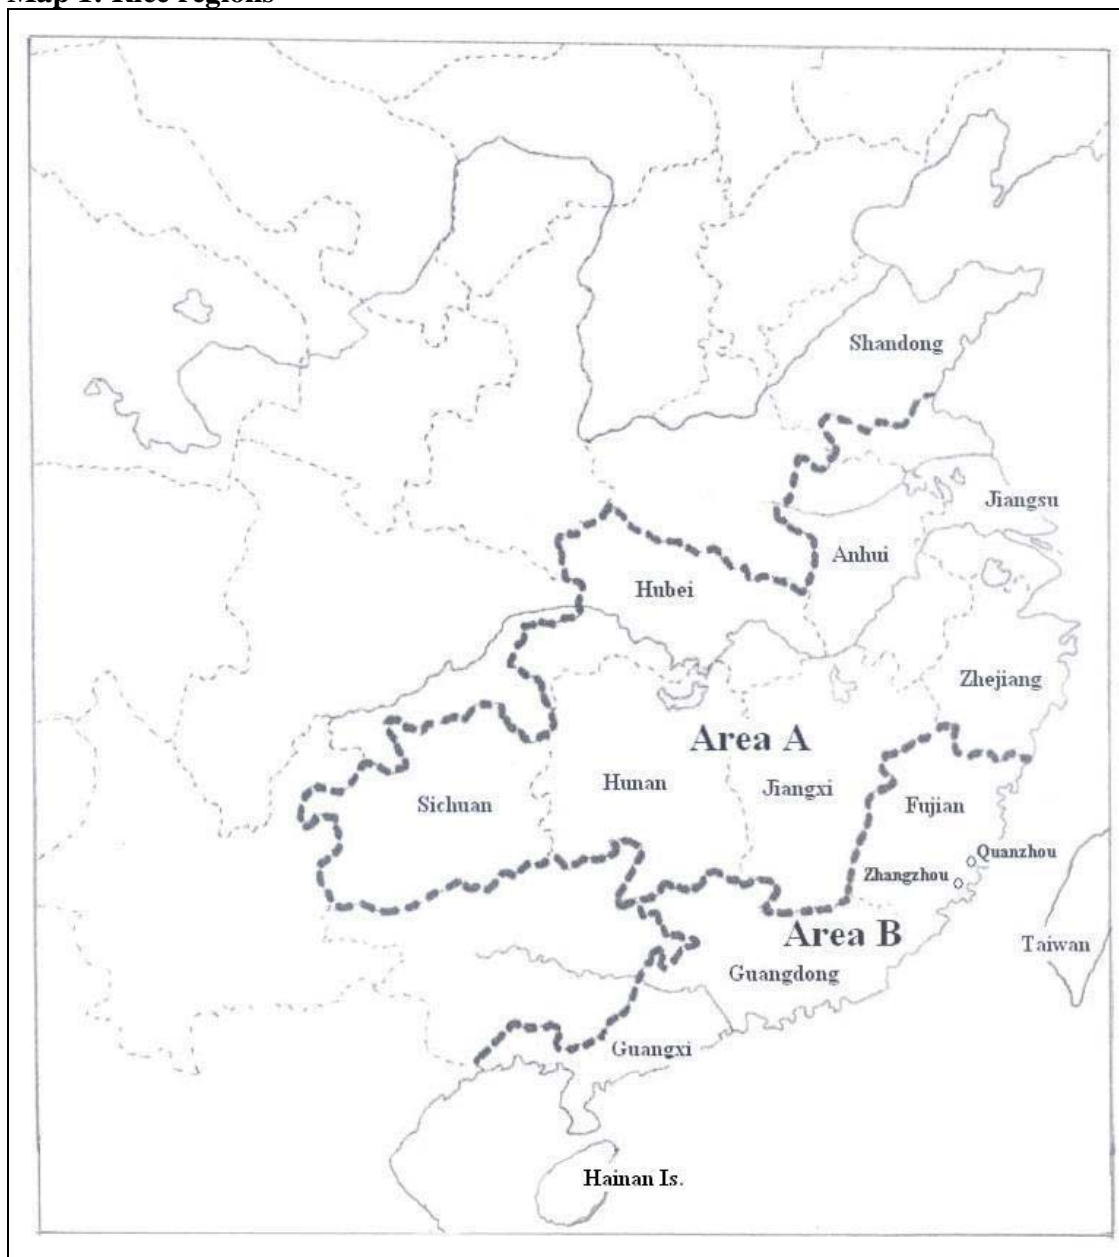 Map 1: Rice regions
Shandong
Jiangsu
Anhui
Hubei
Zhejiang
Area A
Hunan
Jiangxi
Sichuan
Fujian
Quanzhou
Zhangzhou
Area B
Taiwan
Guangdong
Guangxi
Hainan Is.